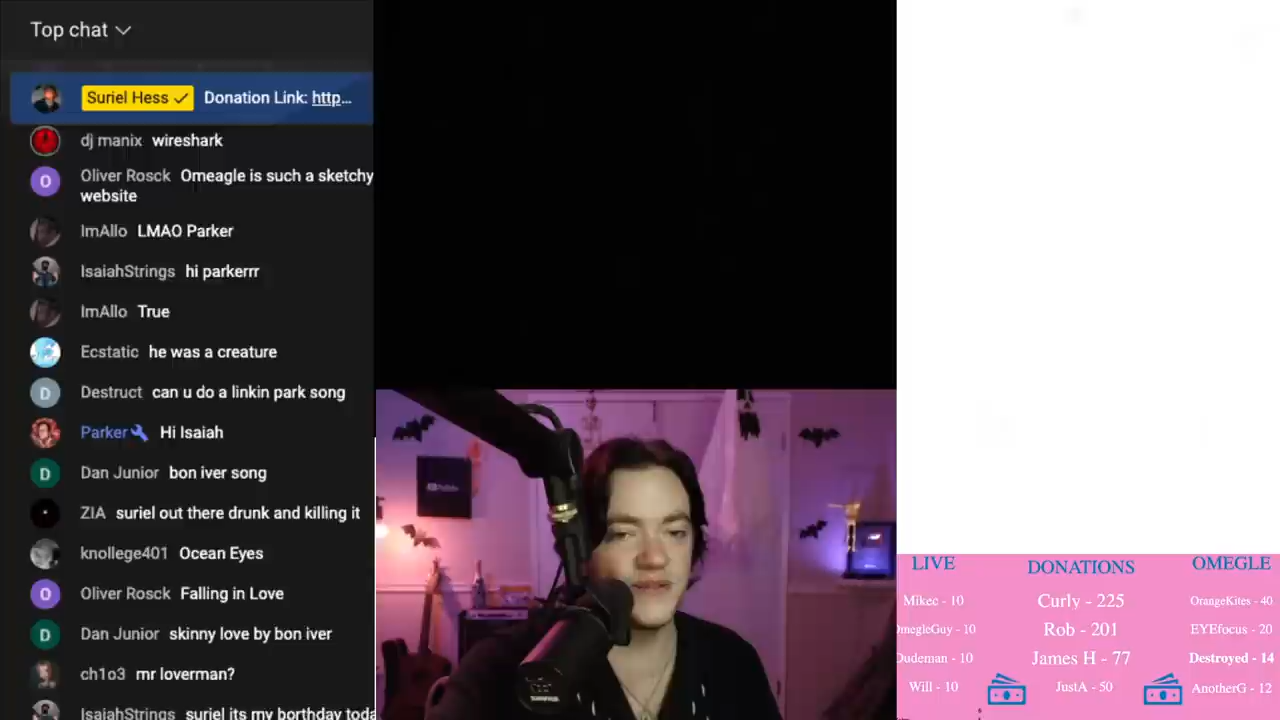 Top chat
Suriel Hess Donation Link: http...
dj manix wireshark
Oliver Rosck Omeagle is such a sketchy
website
ImAllo LMAO Parker
IsaiahStrings hi parkerrr
ImAllo True
Ecstatic he was a creature
Destruct can u do a linkin park song
Parker Hi Isaiah
Dan Junior bon iver song
ZIA suriel out there drunk and killing it
knollege401 Ocean Eyes
Oliver Rosck Falling in Love
Dan Junior skinny love by bon iver
ch1o3 mr loverman?
IsaiahStrings suriel its my borthday toda
LIVE
Mikec - 10
OmegleGuy - 10
Dudeman - 10
Will - 10
DONATIONS
Curly - 225
Rob - 201
James H - 77
JustA - 50
OMEGLE
OrangeKites - 40
EYEfocus - 20
Destroyed - 14
AnotherG - 12